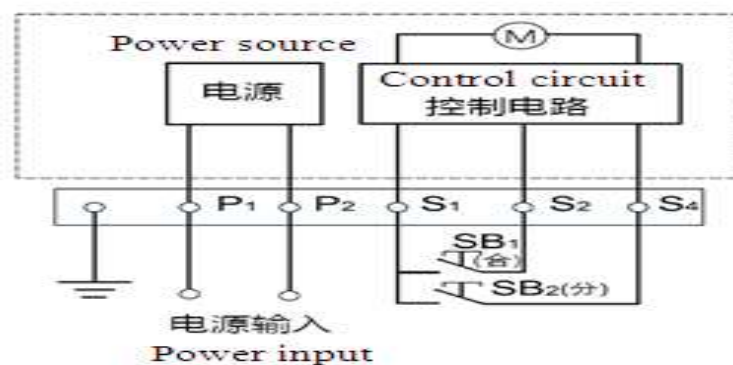 M
Power source
电源
Control circuit
控制电路
P1 P2 S1 S2 S4
SB1
(合)
SB2(分)
电源输入
Power input